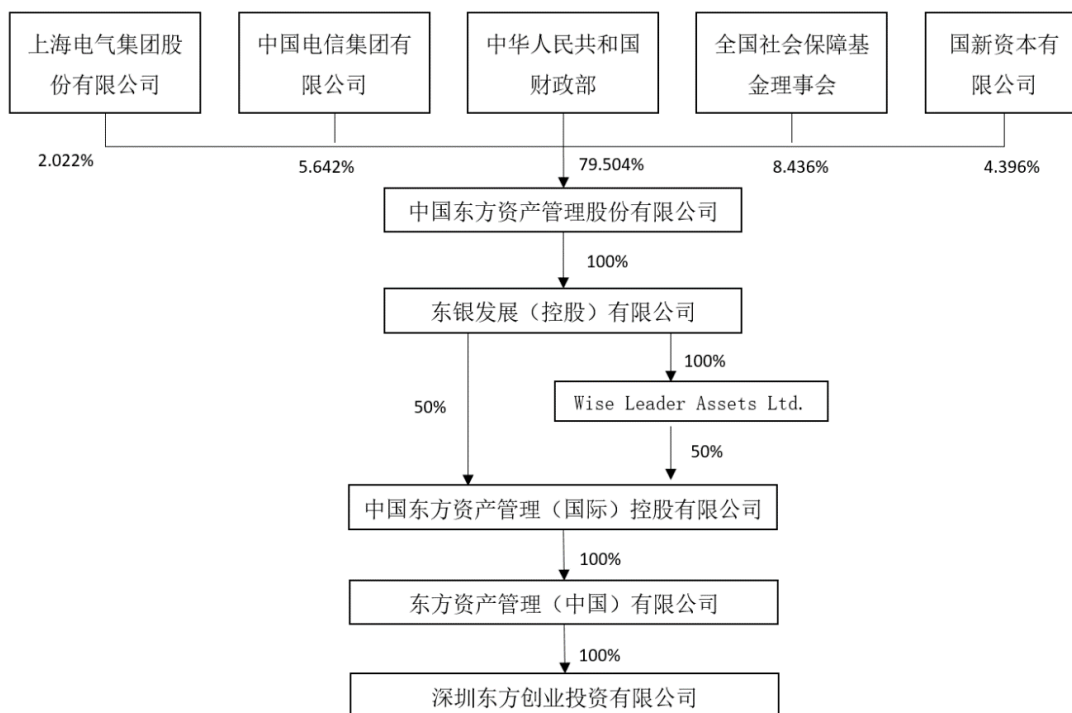 上海电气集团股
份有限公司
中国电信集团有
限公司
中华人民共和国
财政部
全国社会保障基
金理事会
国新资本有
限公司
2.022%
5.642%
79.504%
8.436%
4.396%
中国东方资产管理股份有限公司
100%
东银发展（控股）有限公司
100%
Wise Leader Assets Ltd.
50%
50%
中国东方资产管理（国际）控股有限公司
100%
东方资产管理（中国）有限公司
100%
深圳东方创业投资有限公司